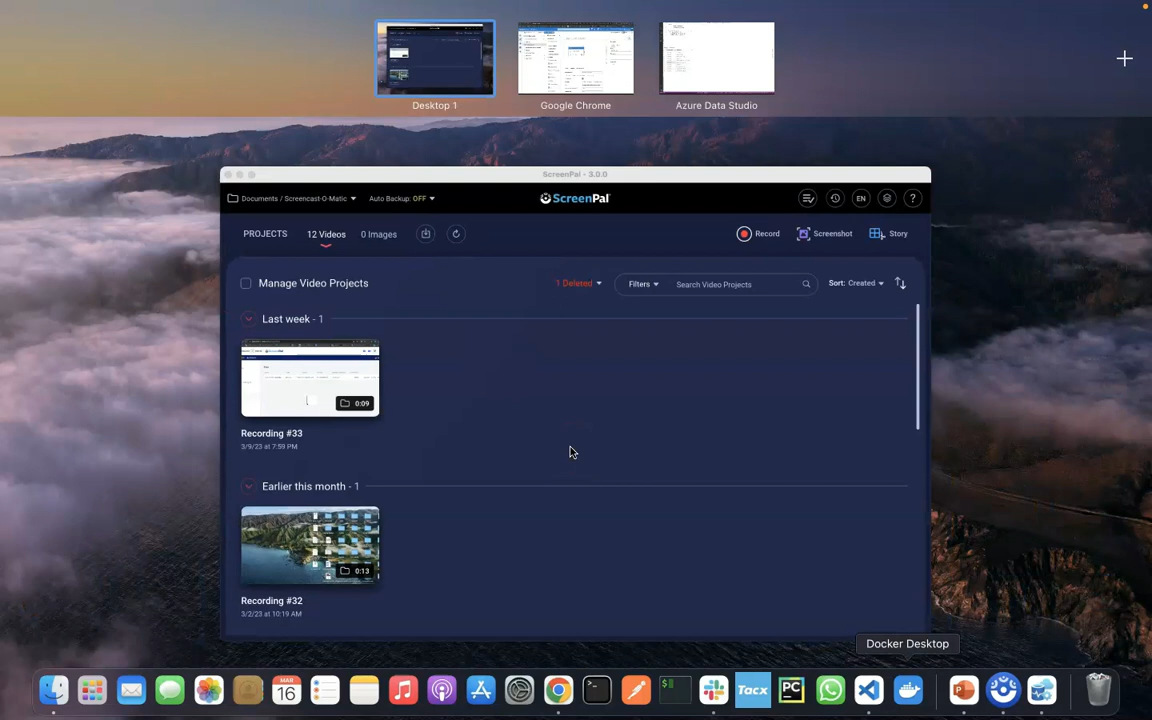 Desktop 1
Google Chrome
Azure Data Studio
ScreenPal - 3.0.0
Documents / Screencast-O-Matic
Auto Backup: OFF
ScreenPal
EN
?
PROJECTS
12 Videos
0 Images
Record
Screenshot
Story
Manage Video Projects
1 Deleted
Filters
Search Video Projects
Sort: Created
Last week - 1
0:09
Recording #33
3/9/23 at 7:59 PM
Earlier this month - 1
0:13
Recording #32
3/2/23 at 10:19 AM
Docker Desktop
MAR
16
Tacx
PC